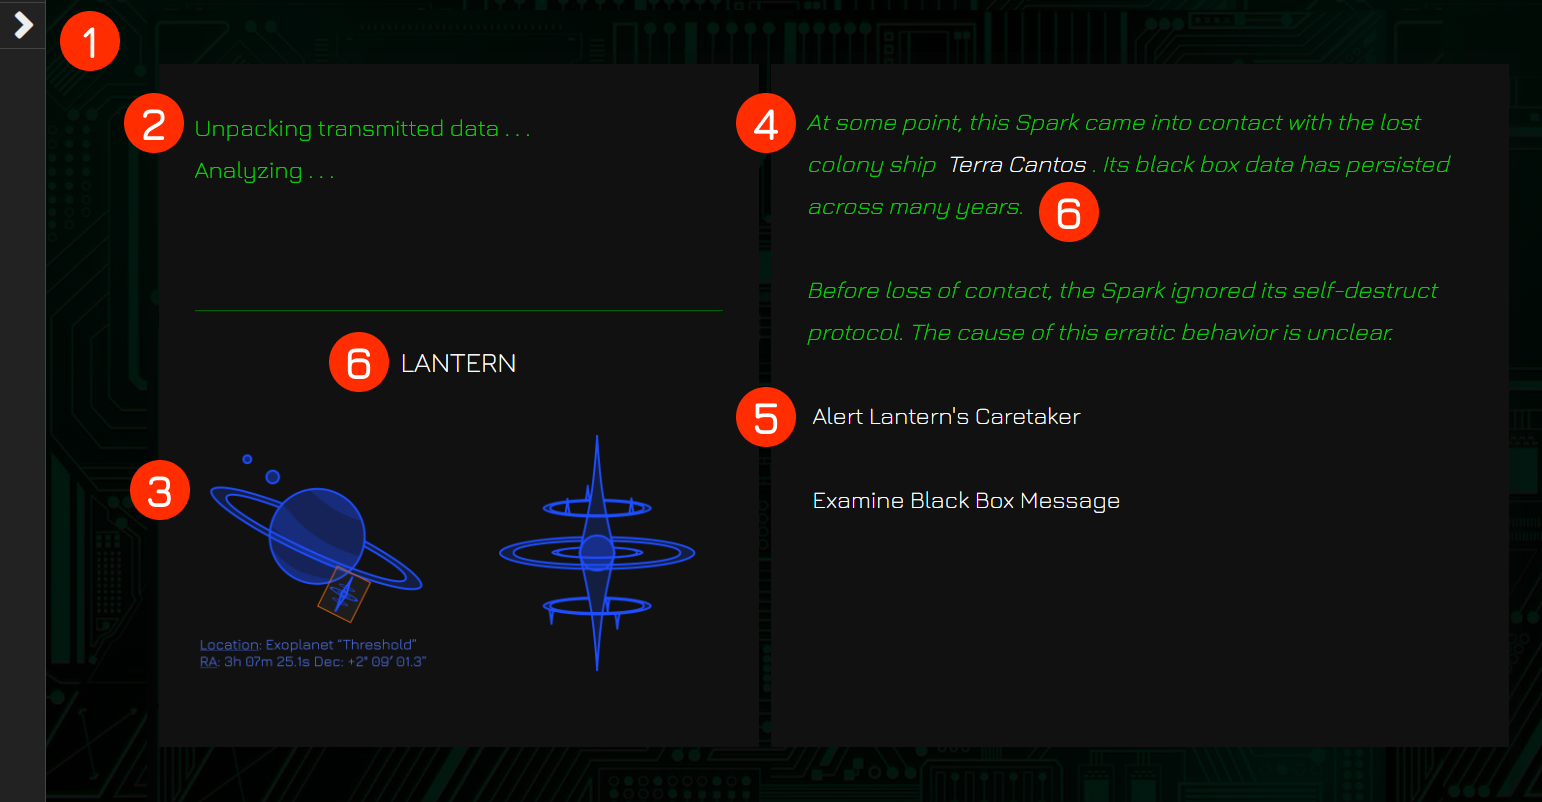 1
2
Unpacking transmitted data . . .
Analyzing . . .
6
LANTERN
3
Location: Exoplanet “Threshold”
RA: 3h 07m 25.1s Dec: +2° 09′ 01.3”
4
At some point, this Spark came into contact with the lost
colony ship Terra Cantos . Its black box data has persisted
across many years.
6
Before loss of contact, the Spark ignored its self-destruct
protocol. The cause of this erratic behavior is unclear.
5
Alert Lantern's Caretaker
Examine Black Box Message